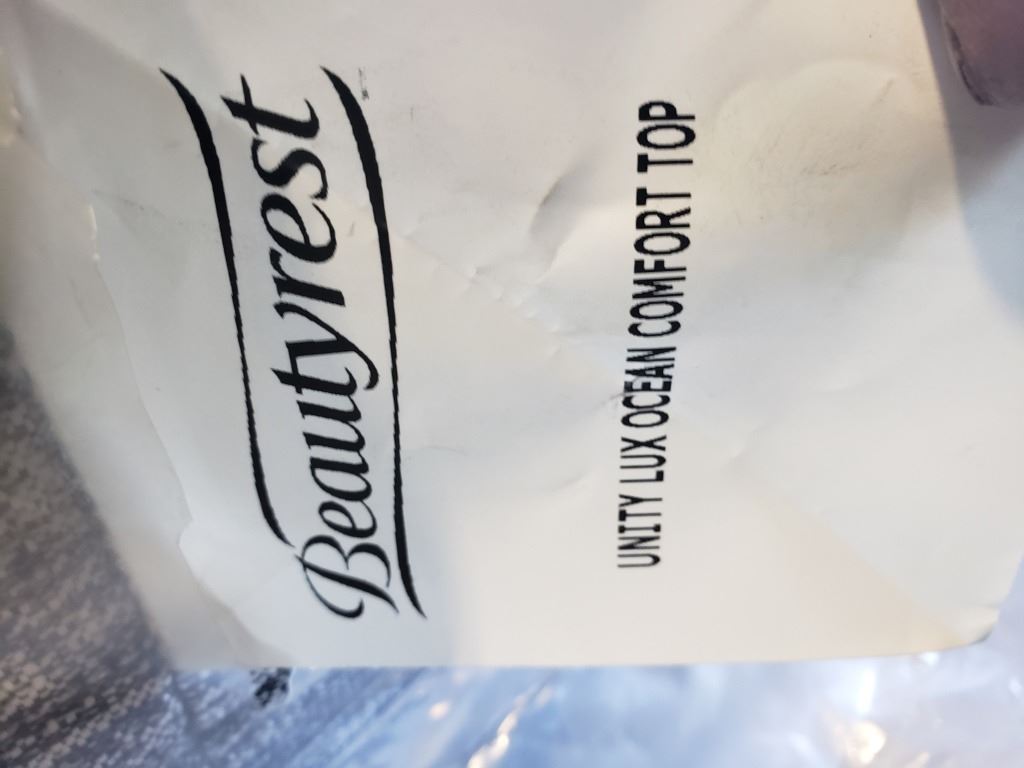 Beautyrest
UNITY LUX OCEAN COMFORT TOP